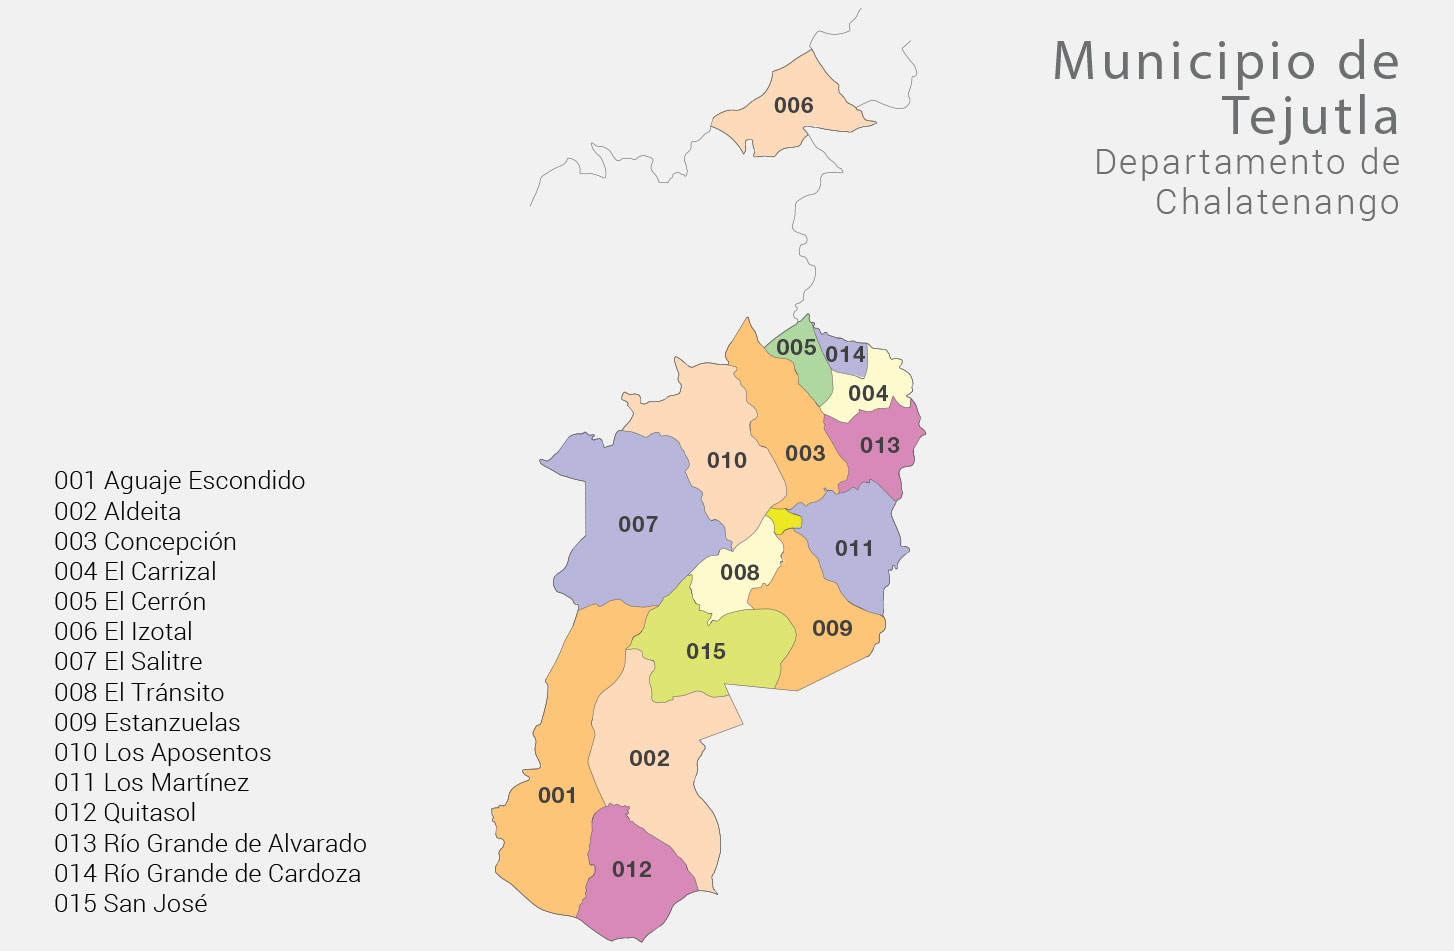 Municipio de
Tejutla
Departamento de
Chalatenango
006
005
014
004
003
013
010
007
011
008
009
015
002
001
012
001 Aguaje Escondido
002 Aldeita
003 Concepción
004 El Carrizal
005 El Cerrón
006 El Izotal
007 El Salitre
008 El Tránsito
009 Estanzuelas
010 Los Aposentos
011 Los Martínez
012 Quitasol
013 Río Grande de Alvarado
014 Río Grande de Cardoza
015 San José